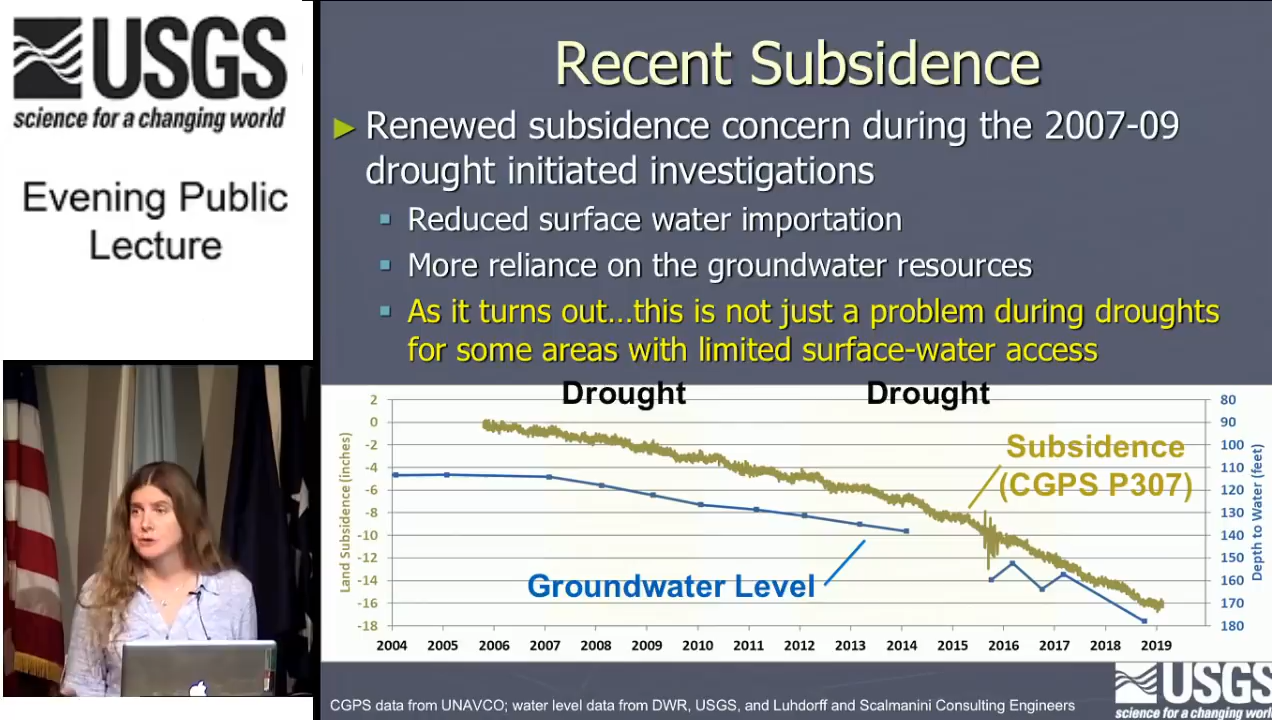 USGS
science for a changing world
Evening Public
Lecture
Recent Subsidence
► Renewed subsidence concern during the 2007-09
drought initiated investigations
▪ Reduced surface water importation
▪ More reliance on the groundwater resources
▪ As it turns out…this is not just a problem during droughts
for some areas with limited surface-water access
Drought Drought
Land Subsidence (inches)
2
0
-2
-4
-6
-8
-10
-12
-14
-16
-18
Subsidence
(CGPS P307)
Groundwater Level
80
90
100
110
120
130
140
150
160
170
180
Depth to Water (feet)
2004 2005 2006 2007 2008 2009 2010 2011 2012 2013 2014 2015 2016 2017 2018 2019
CGPS data from UNAVCO; water level data from DWR, USGS, and Luhdorff and Scalmanini Consulting Engineers
USGS
science for a changing world